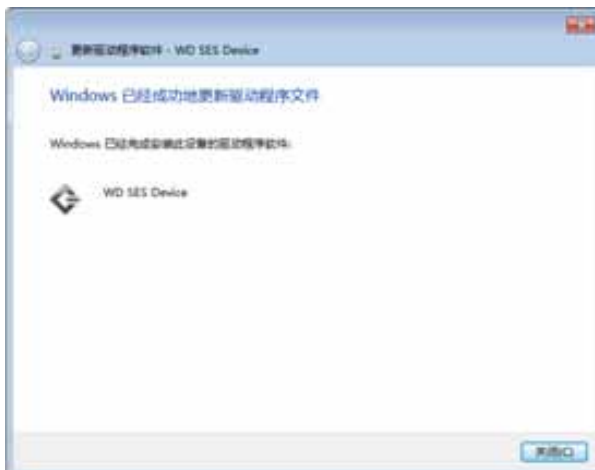 更新驱动程序软件 - WD SES Device
Windows 已经成功地更新驱动程序文件
Windows 已经完成安装此设备的驱动程序软件:
WD SES Device
关闭(C)